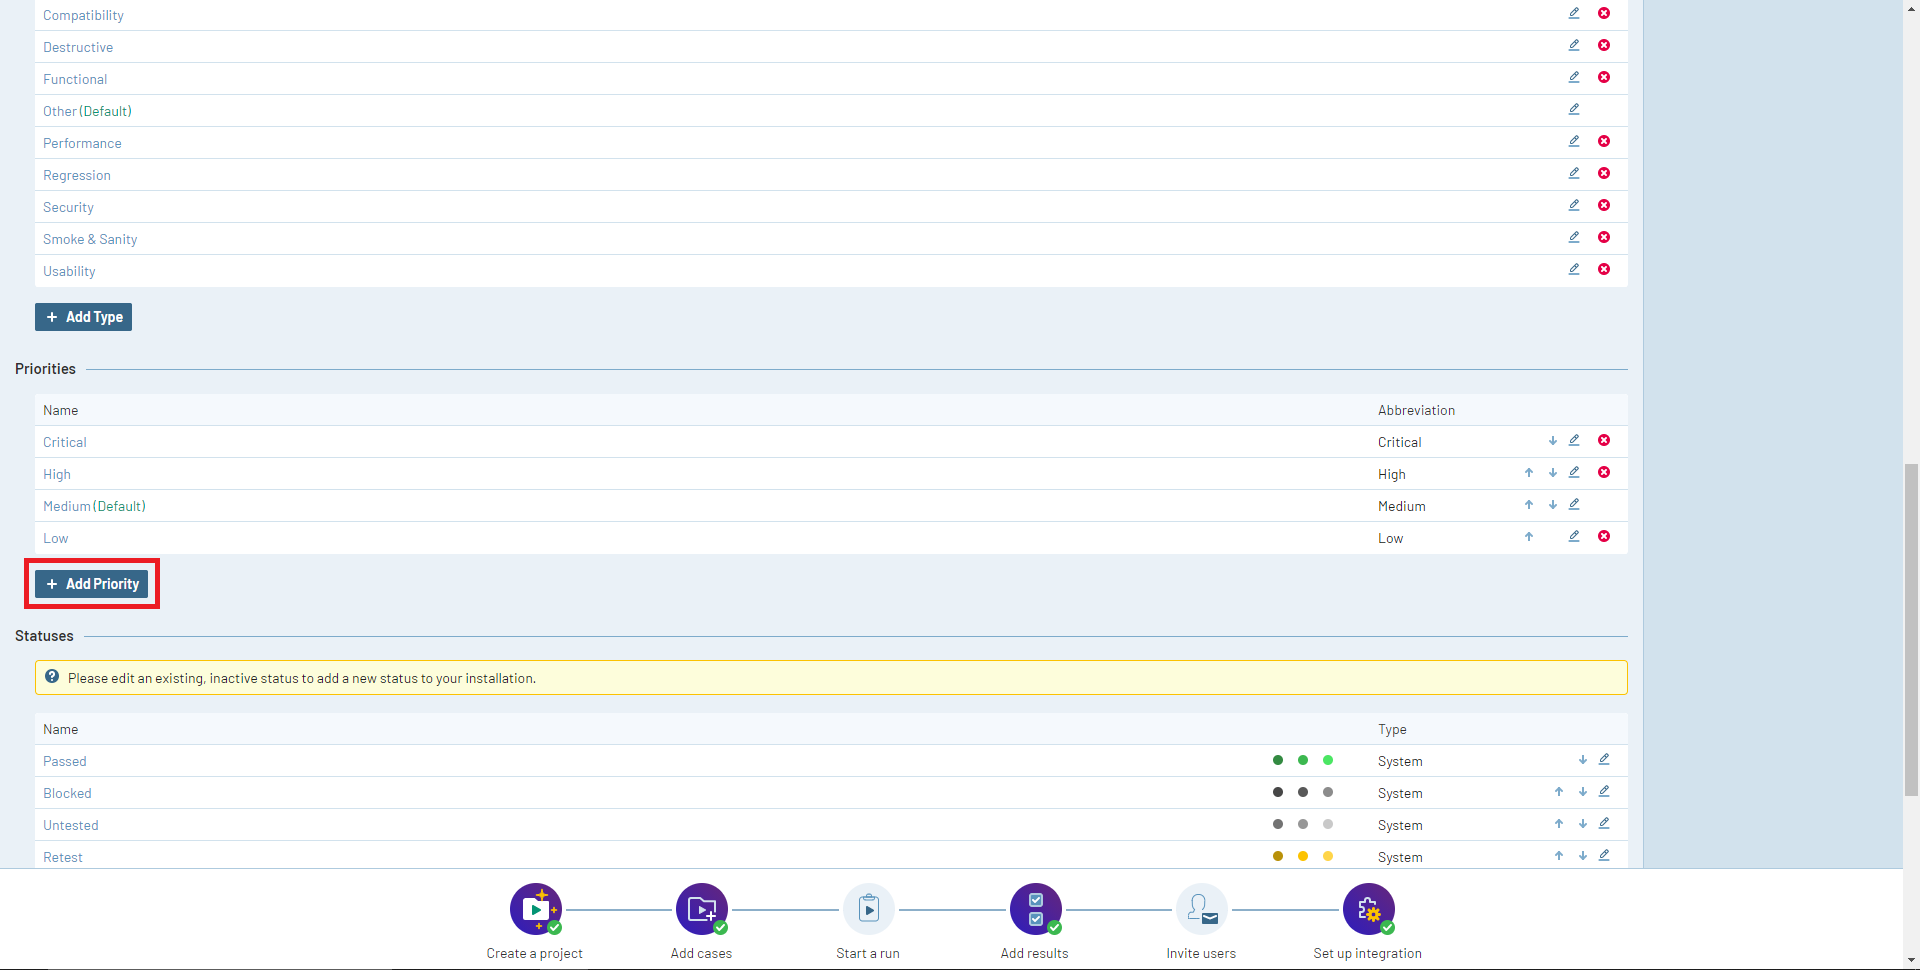 Compatibility
Destructive
Functional
Other (Default)
Performance
Regression
Security
Smoke & Sanity
Usability
+ Add Type
Priorities
Name Abbreviation
Critical Critical
High High
Medium (Default) Medium
Low Low
+ Add Priority
Statuses
Please edit an existing, inactive status to add a new status to your installation.
Name Type
Passed System
Blocked System
Untested System
Retest System
Create a project Add cases Start a run Add results Invite users Set up integration